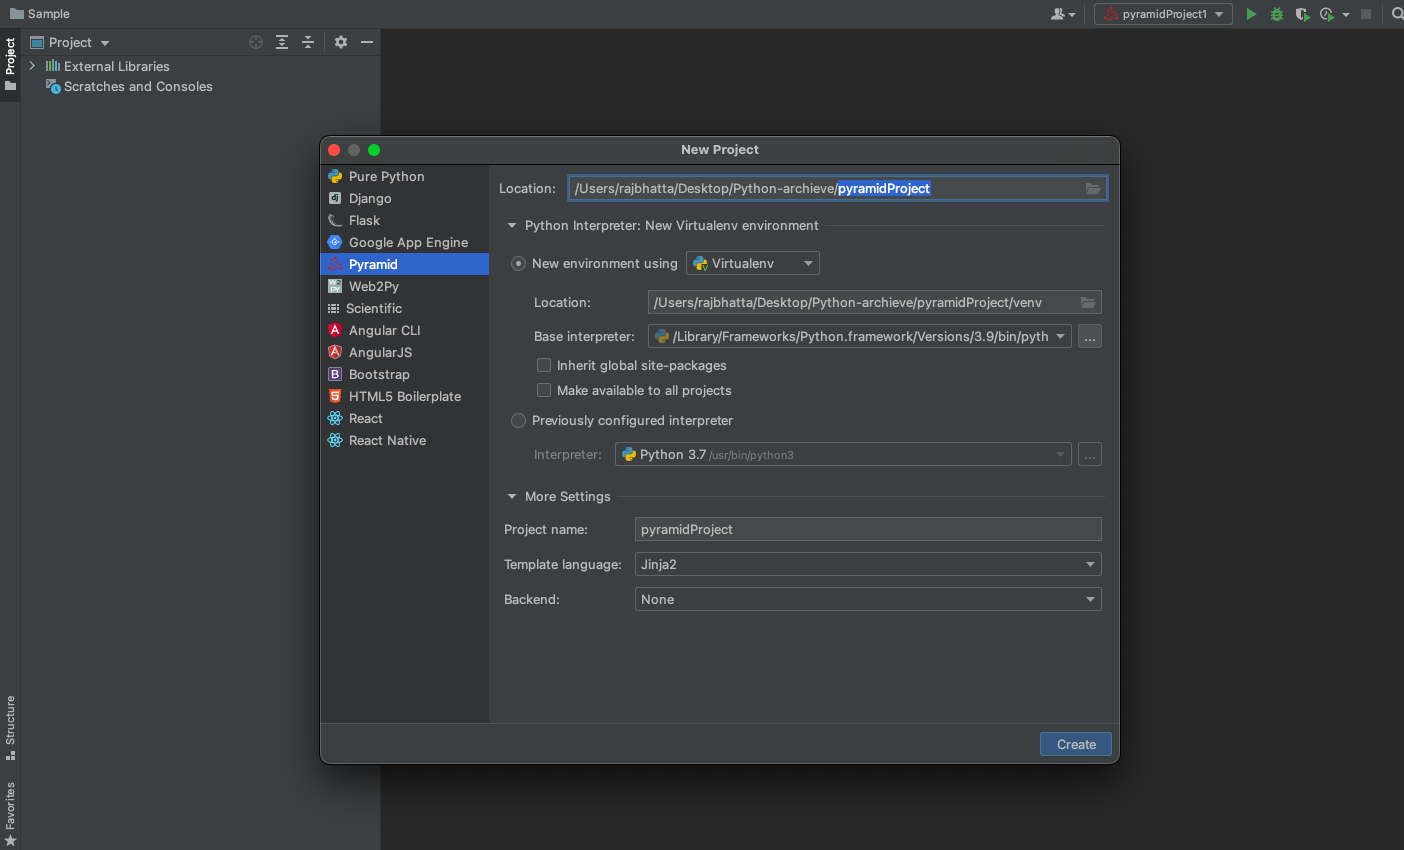 Sample
pyramidProject1
Project
Project
External Libraries
Scratches and Consoles
Structure
Favorites
New Project
Pure Python
Django
Flask
Google App Engine
Pyramid
Web2Py
Scientific
Angular CLI
AngularJS
Bootstrap
HTML5 Boilerplate
React
React Native
Location: /Users/rajbhatta/Desktop/Python-archieve/pyramidProject
Python Interpreter: New Virtualenv environment
New environment using Virtualenv
Location: /Users/rajbhatta/Desktop/Python-archieve/pyramidProject/venv
Base interpreter: /Library/Frameworks/Python.framework/Versions/3.9/bin/pyth ...
Inherit global site-packages
Make available to all projects
Previously configured interpreter
Interpreter: Python 3.7 /usr/bin/python3 ...
More Settings
Project name: pyramidProject
Template language: Jinja2
Backend: None
Create